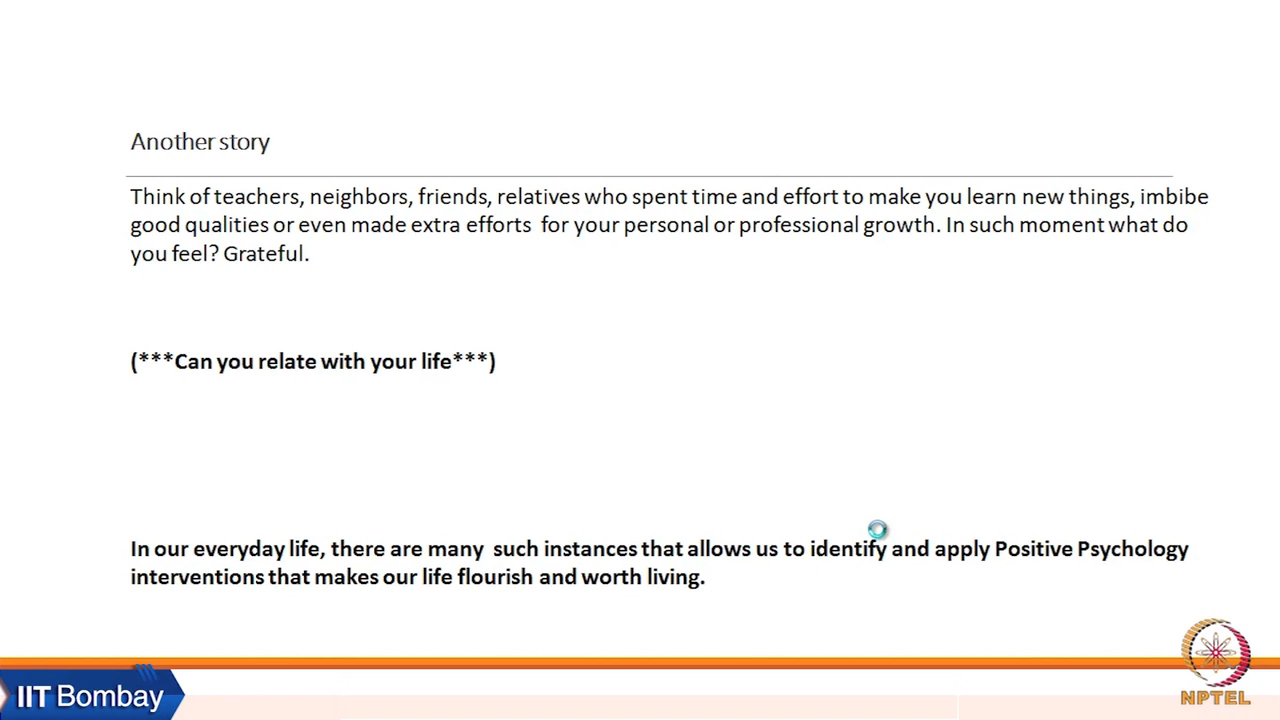 Another story
Think of teachers, neighbors, friends, relatives who spent time and effort to make you learn new things, imbibe
good qualities or even made extra efforts for your personal or professional growth. In such moment what do
you feel? Grateful.
(***Can you relate with your life***)
In our everyday life, there are many such instances that allows us to identify and apply Positive Psychology
interventions that makes our life flourish and worth living.
IIT Bombay
NPTEL